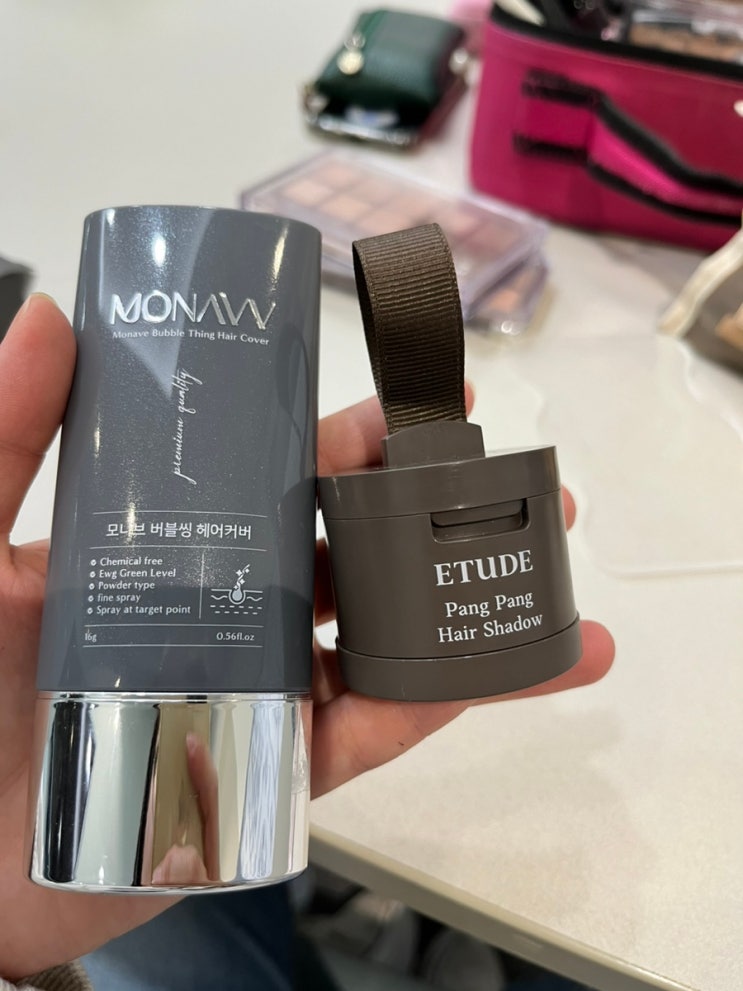 MONAVV
Monave Bubble Thing Hair Cover
premium quality
모나브 버블씽 헤어커버
Chemical free
Ewg Green Level
Powder type
fine spray
Spray at target point
16g 0.56fl.oz
ETUDE
Pang Pang
Hair Shadow